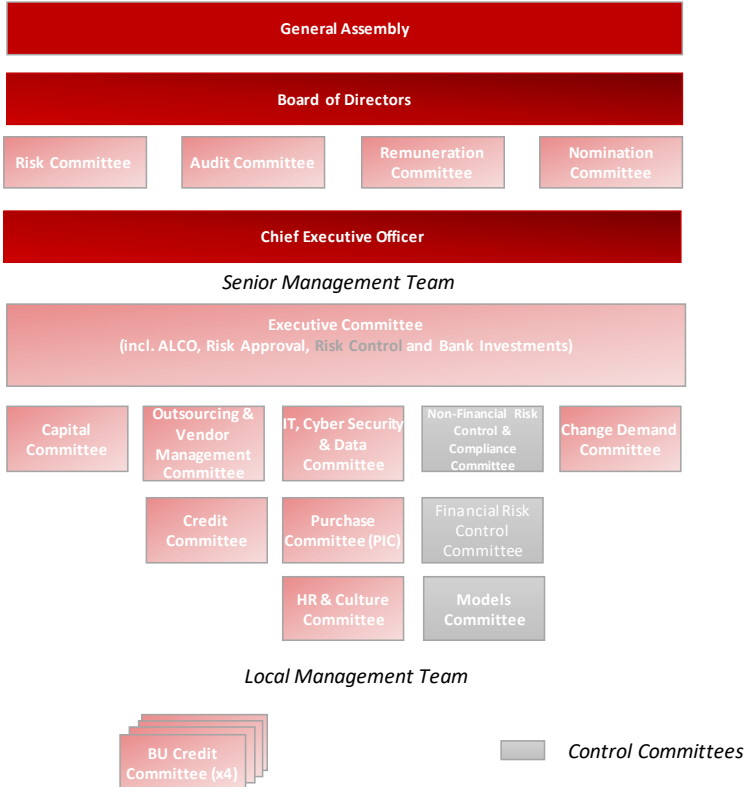 General Assembly
Board of Directors
Risk Committee
Audit Committee
Remuneration
Committee
Nomination
Committee
Chief Executive Officer
Senior Management Team
Executive Committee
(incl. ALCO, Risk Approval, Risk Control and Bank Investments)
Capital
Committee
Outsourcing &
Vendor
Management
Committee
IT, Cyber Security
& Data
Committee
Non-Financial Risk
Control &
Compliance
Committee
Change Demand
Committee
Credit
Committee
Purchase
Committee (PIC)
Financial Risk
Control
Committee
HR & Culture
Committee
Models
Committee
Local Management Team
BU Credit
Committee (x4)
Control Committees